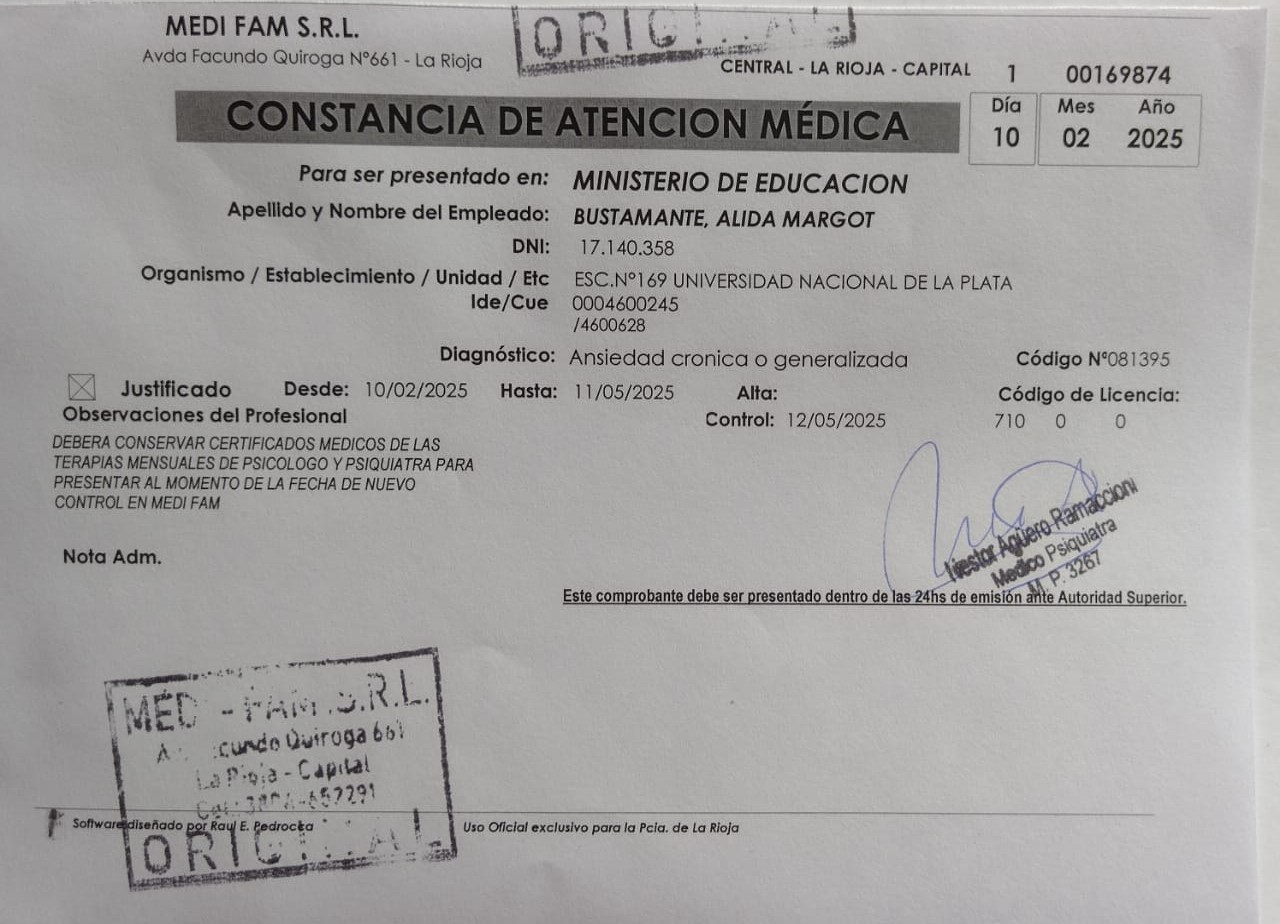 MEDI FAM S.R.L.
Avda Facundo Quiroga N°661 - La Rioja
CENTRAL - LA RIOJA - CAPITAL 1 00169874
CONSTANCIA DE ATENCION MÉDICA
Día Mes Año
10 02 2025
Para ser presentado en: MINISTERIO DE EDUCACION
Apellido y Nombre del Empleado: BUSTAMANTE, ALIDA MARGOT
DNI: 17.140.358
Organismo / Establecimiento / Unidad / Etc ESC.N°169 UNIVERSIDAD NACIONAL DE LA PLATA
Ide/Cue 0004600245
/4600628
Diagnóstico: Ansiedad cronica o generalizada Código N°081395
Justificado Desde: 10/02/2025 Hasta: 11/05/2025 Alta: Código de Licencia:
Observaciones del Profesional Control: 12/05/2025 710 0 0
DEBERA CONSERVAR CERTIFICADOS MEDICOS DE LAS
TERAPIAS MENSUALES DE PSICOLOGO Y PSIQUIATRA PARA
PRESENTAR AL MOMENTO DE LA FECHA DE NUEVO
CONTROL EN MEDI FAM
Nestor Agüero Ramaccioni
Medico Psiquiatra
M. P. 3267
Nota Adm.
Este comprobante debe ser presentado dentro de las 24hs de emisión ante Autoridad Superior.
MEDI - FAM S.R.L.
Quiroga 661
La Rioja - Capital
Software diseñado por Raul E. Pedrocca
Uso Oficial exclusivo para la Pcia. de La Rioja
ORIGINAL